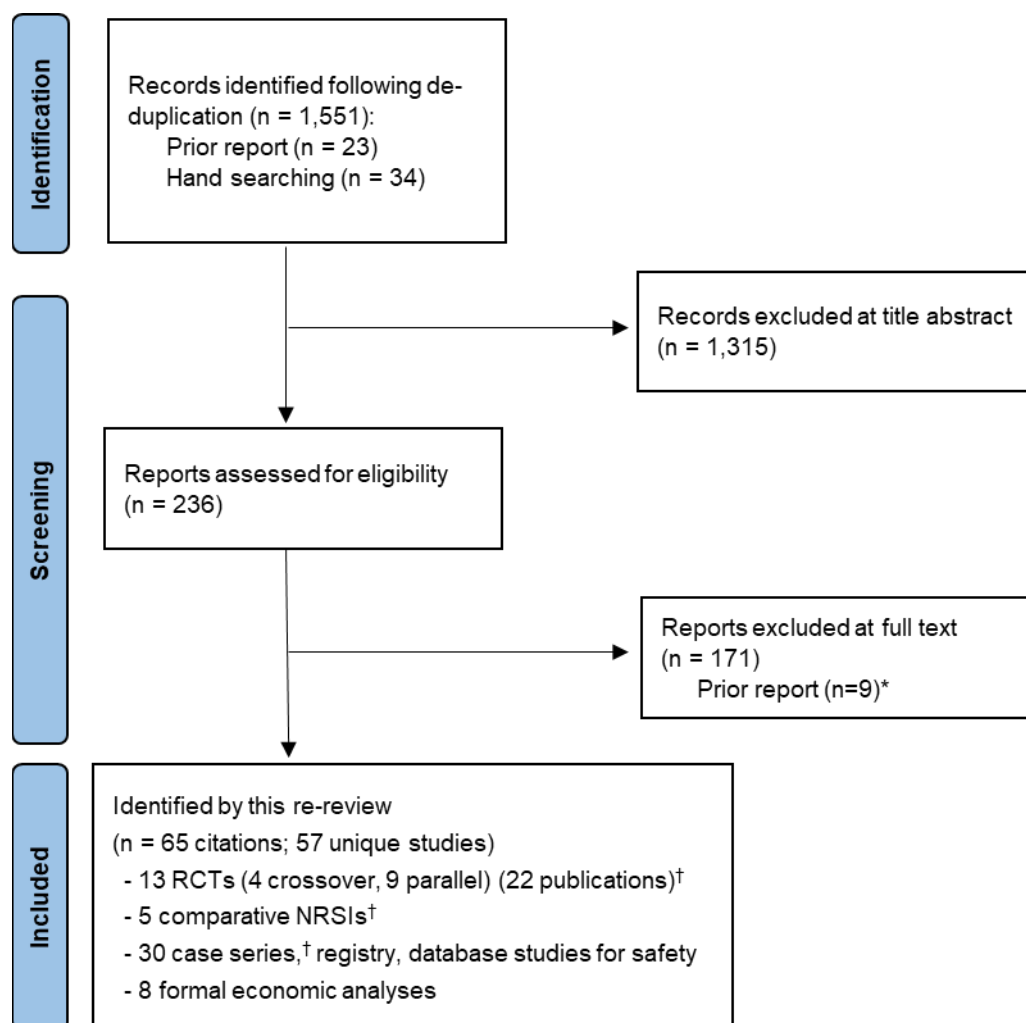 Identification
Records identified following de-
duplication (n = 1,551):
Prior report (n = 23)
Hand searching (n = 34)
Records excluded at title abstract
(n = 1,315)
Screening
Reports assessed for eligibility
(n = 236)
Reports excluded at full text
(n = 171)
Prior report (n=9)*
Included
Identified by this re-review
(n = 65 citations; 57 unique studies)
- 13 RCTs (4 crossover, 9 parallel) (22 publications)†
- 5 comparative NRSIs†
- 30 case series,† registry, database studies for safety
- 8 formal economic analyses